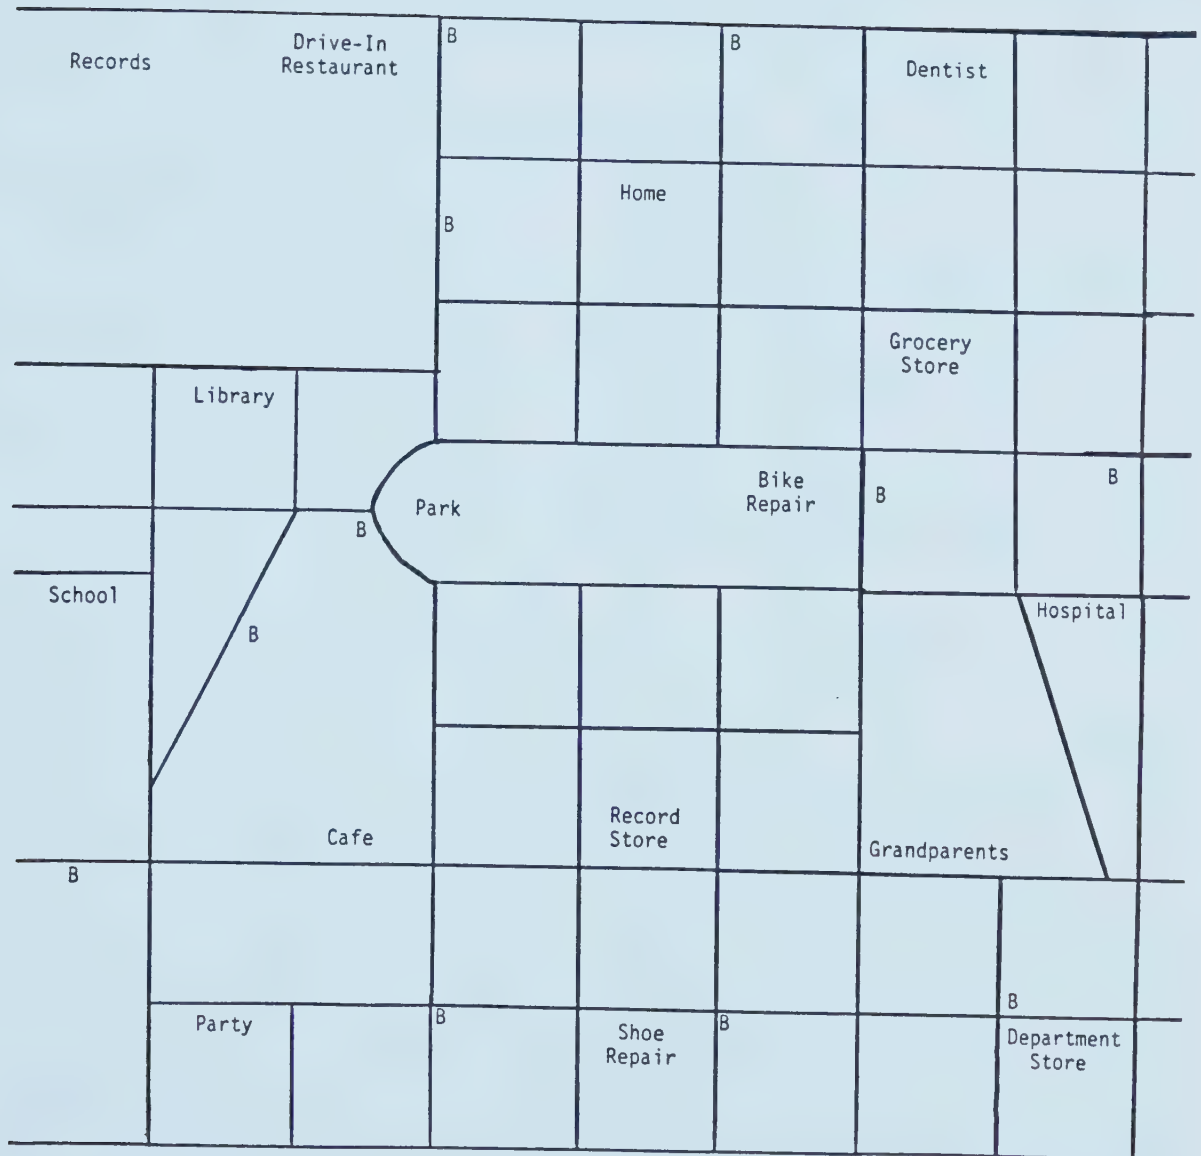 B
B
Drive-In
Restaurant
Records
Dentist
Home
B
Grocery
Store
Library
Bike
Repair
B
B
Park
B
School
Hospital
B
Record
Store
Cafe
Grandparents
B
B
Party
B
Shoe
Repair
B
Department
Store